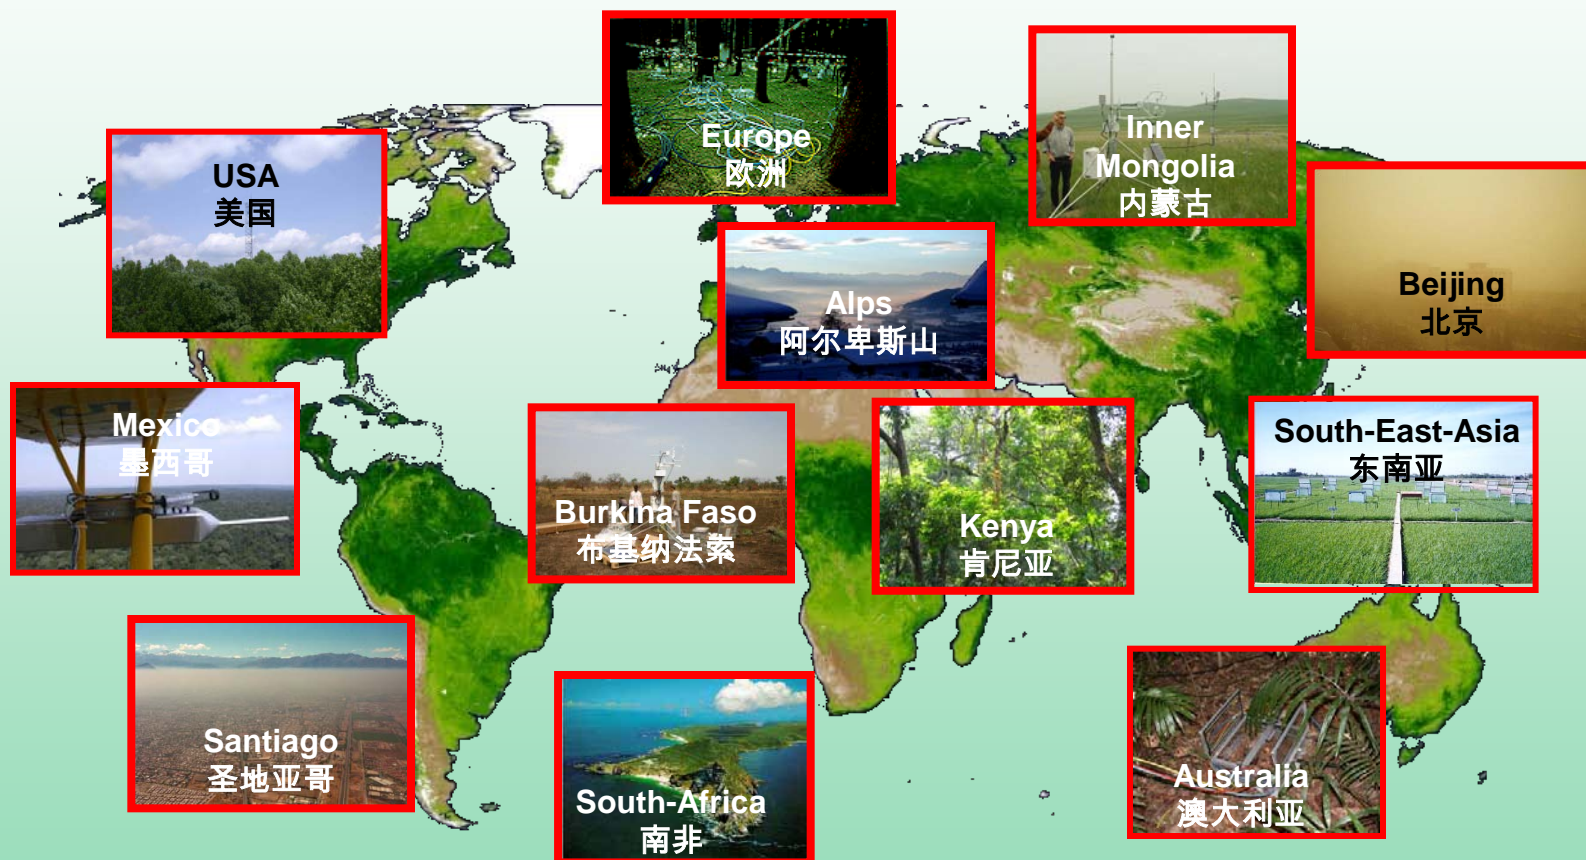 USA
美国
Europe
欧洲
Inner
Mongolia
内蒙古
Beijing
北京
Alps
阿尔卑斯山
Mexico
墨西哥
Burkina Faso
布基纳法索
Kenya
肯尼亚
South-East-Asia
东南亚
Santiago
圣地亚哥
South-Africa
南非
Australia
澳大利亚